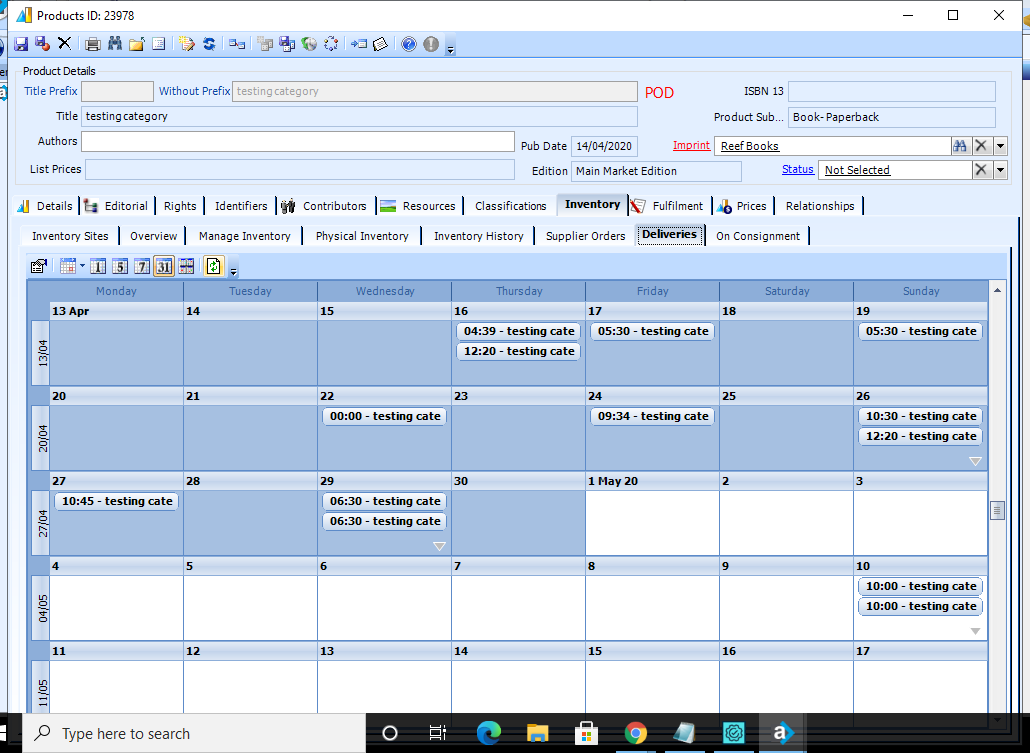 Products ID: 23978
Product Details
Title Prefix
Without Prefix testing category
POD
ISBN 13
Title testing category
Product Sub... Book- Paperback
Authors
Pub Date 14/04/2020
Imprint Reef Books
List Prices
Edition Main Market Edition
Status Not Selected
Details Editorial Rights Identifiers Contributors Resources Classifications Inventory Fulfilment Prices Relationships
Inventory Sites Overview Manage Inventory Physical Inventory Inventory History Supplier Orders Deliveries On Consignment
1 5 7 31
Monday Tuesday Wednesday Thursday Friday Saturday Sunday
13 Apr 14 15 16 17 18 19
13/04
04:39 - testing cate 05:30 - testing cate 05:30 - testing cate
12:20 - testing cate
20 21 22 23 24 25 26
20/04
00:00 - testing cate 09:34 - testing cate 10:30 - testing cate
12:20 - testing cate
27 28 29 30 1 May 20 2 3
27/04
10:45 - testing cate 06:30 - testing cate
06:30 - testing cate
4 5 6 7 8 9 10
04/05
10:00 - testing cate
10:00 - testing cate
11 12 13 14 15 16 17
11/05
Type here to search